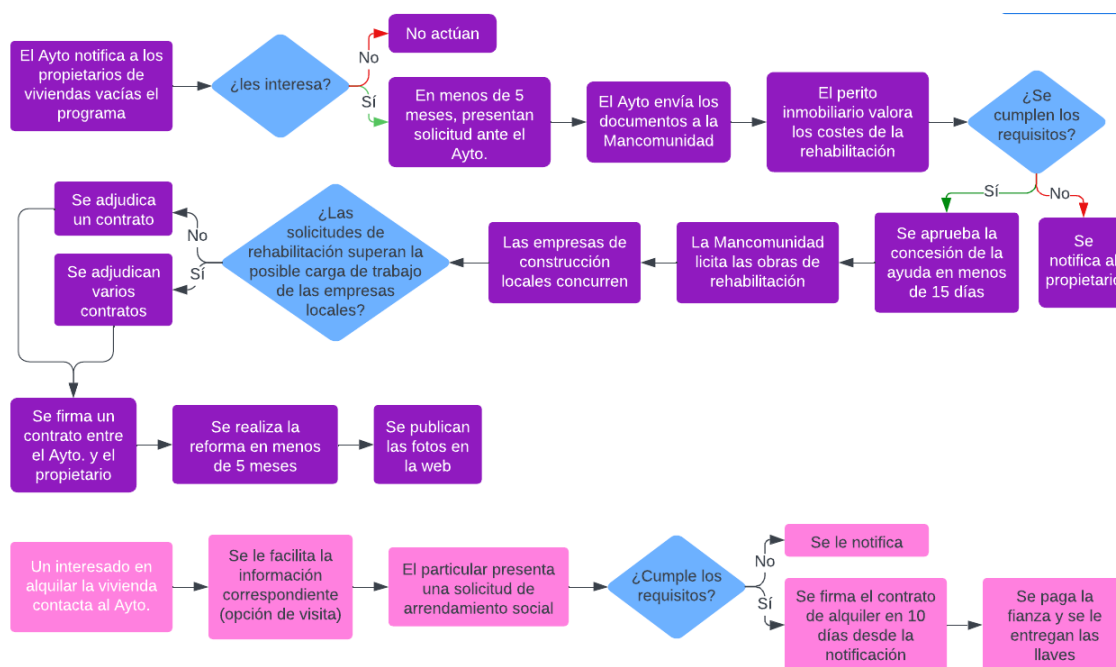 El Ayto notifica a los
propietarios de
viviendas vacías el
programa
¿les interesa?
No
No actúan
Sí
En menos de 5
meses, presentan
solicitud ante el
Ayto.
El Ayto envía los
documentos a la
Mancomunidad
El perito
inmobiliario valora
los costes de la
rehabilitación
¿Se
cumplen los
requisitos?
No
Se
notifica al
propietario
Sí
Se aprueba la
concesión de la
ayuda en menos
de 15 días
La Mancomunidad
licita las obras de
rehabilitación
Las empresas de
construcción
locales concurren
¿Las
solicitudes de
rehabilitación superan la
posible carga de trabajo
de las empresas
locales?
No
Se adjudica
un contrato
Sí
Se adjudican
varios
contratos
Se firma un
contrato entre
el Ayto. y el
propietario
Se realiza la
reforma en menos
de 5 meses
Se publican
las fotos en
la web
Un interesado en
alquilar la vivienda
contacta al Ayto.
Se le facilita la
información
correspondiente
(opción de visita)
El particular presenta
una solicitud de
arrendamiento social
¿Cumple los
requisitos?
No
Se le notifica
Sí
Se firma el contrato
de alquiler en 10
días desde la
notificación
Se paga la
fianza y se le
entregan las
llaves